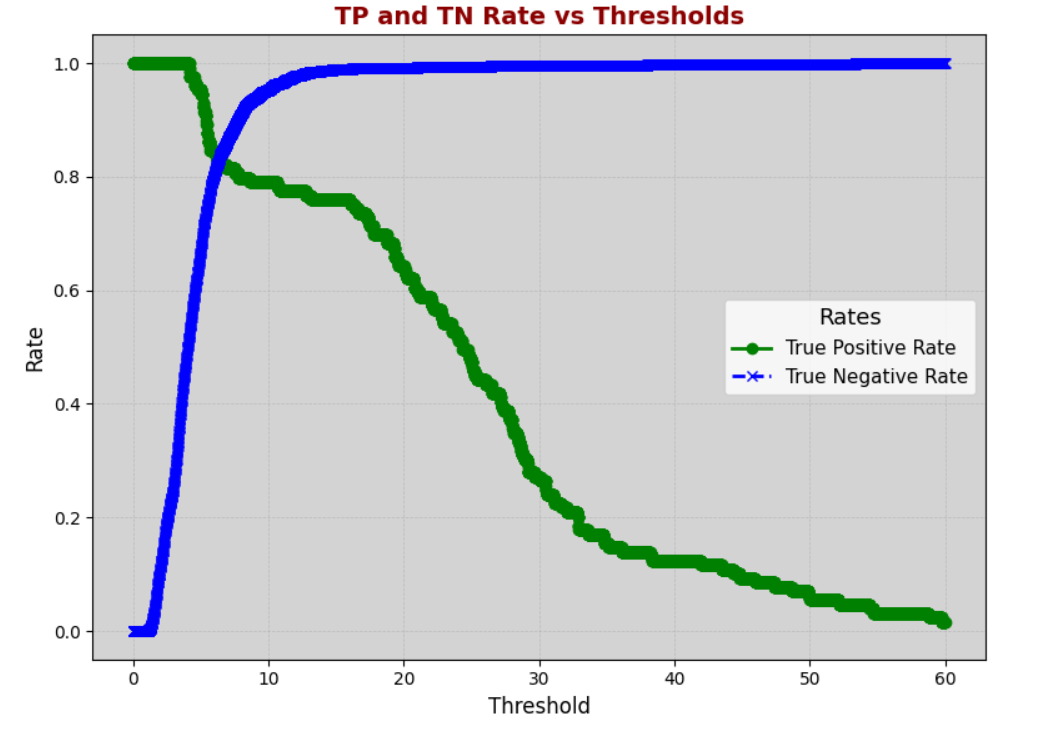 TP and TN Rate vs Thresholds
1.0
0.8
0.6
0.4
0.2
0.0
Rate
Rates
True Positive Rate
True Negative Rate
0 10 20 30 40 50 60
Threshold